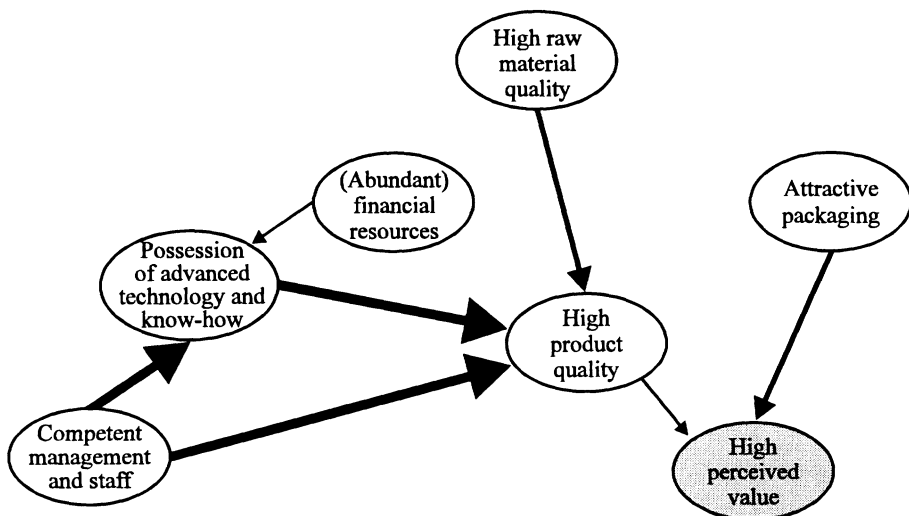 High raw
material
quality
(Abundant)
financial
resources
Attractive
packaging
Possession
of advanced
technology and
know-how
High
product
quality
Competent
management
and staff
High
perceived
value